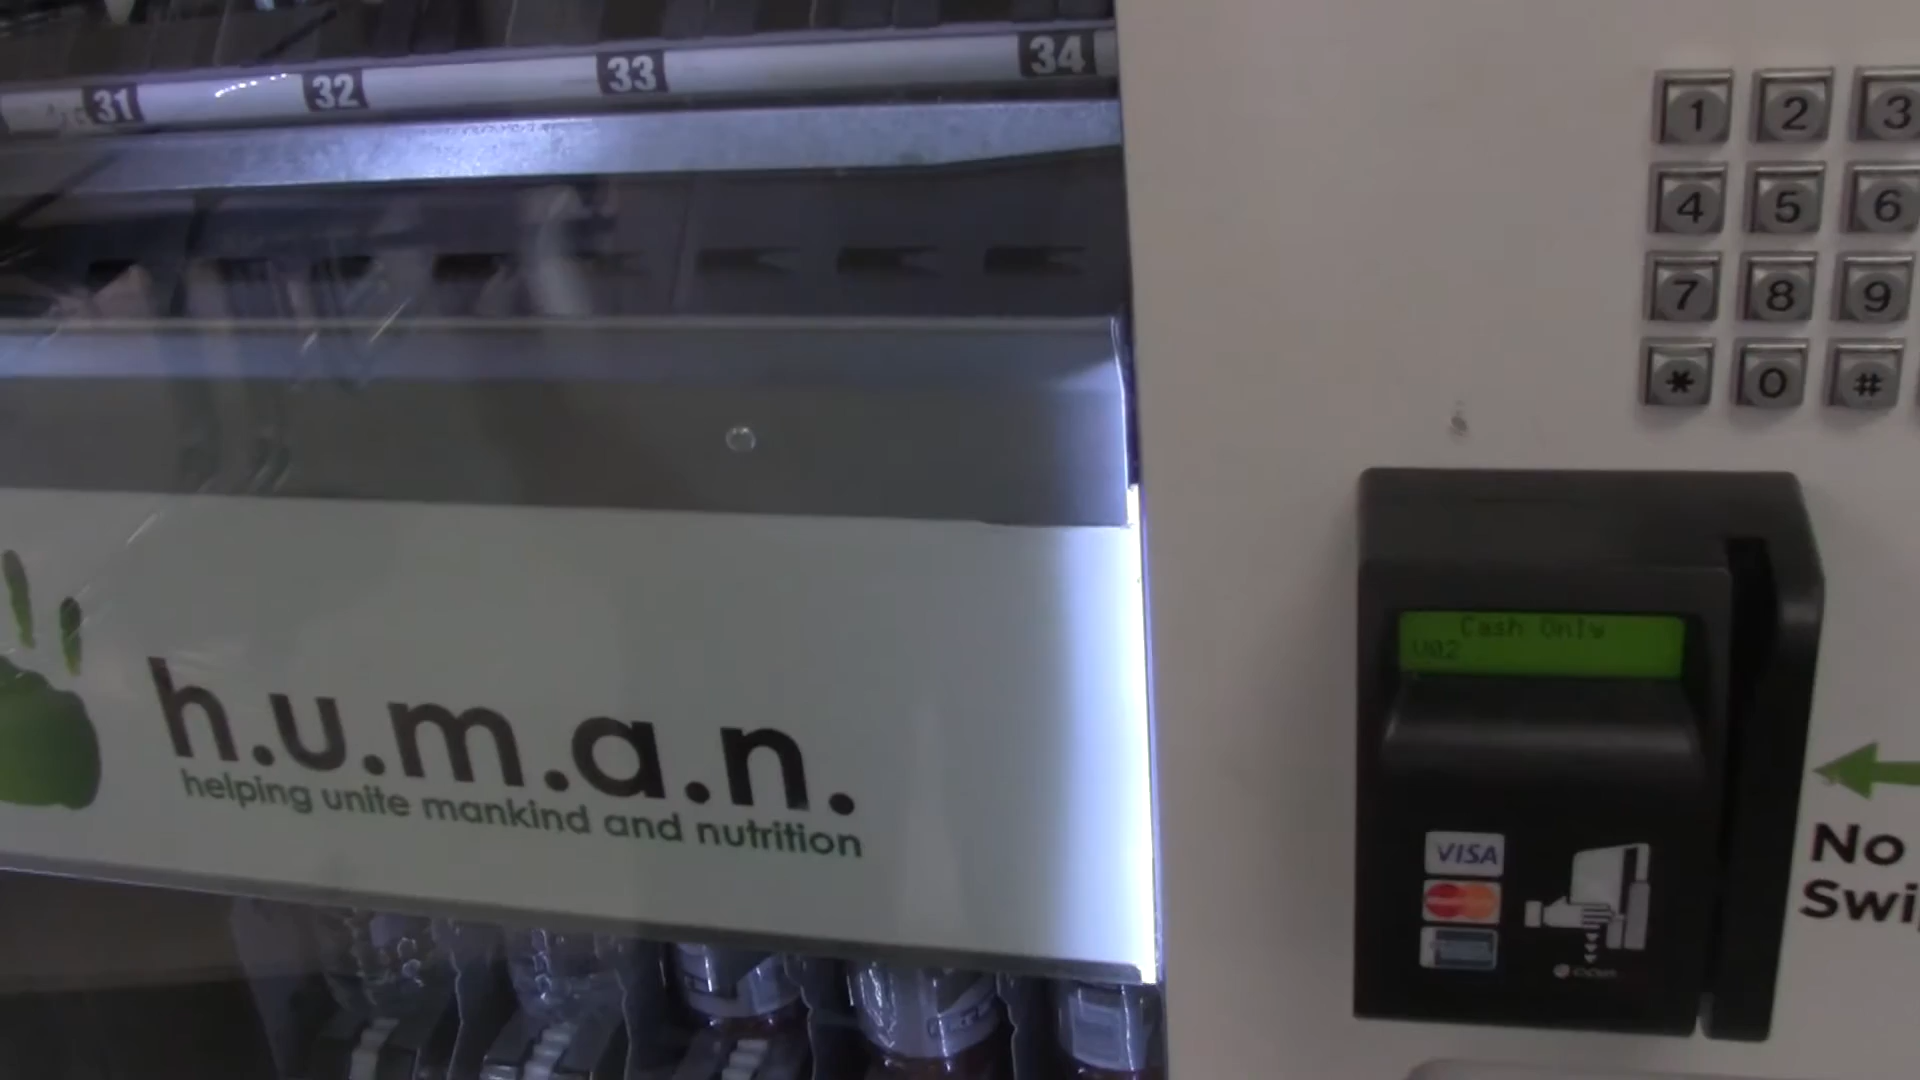 31 32 33 34
1 2 3
4 5 6
7 8 9
* 0 #
Cash Only
V02
h.u.m.a.n.
helping unite mankind and nutrition
VISA
No
Swi